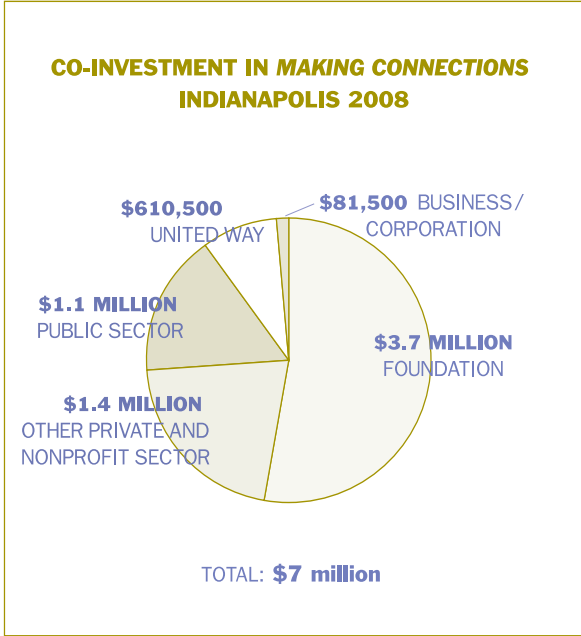 CO-INVESTMENT IN MAKING CONNECTIONS
INDIANAPOLIS 2008
$81,500 BUSINESS/
CORPORATION
$610,500
UNITED WAY
$1.1 MILLION
PUBLIC SECTOR
$3.7 MILLION
FOUNDATION
$1.4 MILLION
OTHER PRIVATE AND
NONPROFIT SECTOR
TOTAL: $7 million